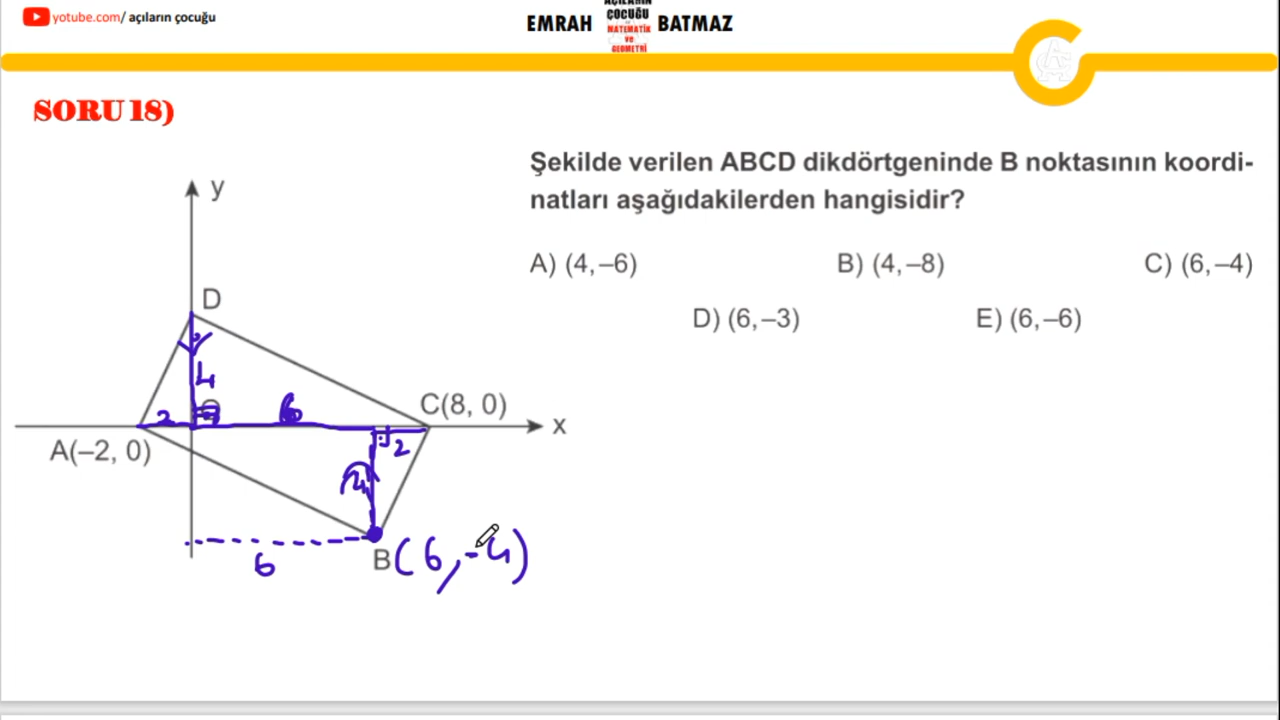 yotube.com/ açıların çocuğu
AÇILARIN
EMRAH ÇOCUĞU BATMAZ
MATEMATİK
ve
GEOMETRİ
SORU 18)
Şekilde verilen ABCD dikdörtgeninde B noktasının koordi-
natları aşağıdakilerden hangisidir?
A) (4,–6) B) (4,–8) C) (6,–4)
D) (6,–3) E) (6,–6)
y
D
4
2 6 C(8, 0) x
A(–2, 0) 2
4
6 B(6,-4)